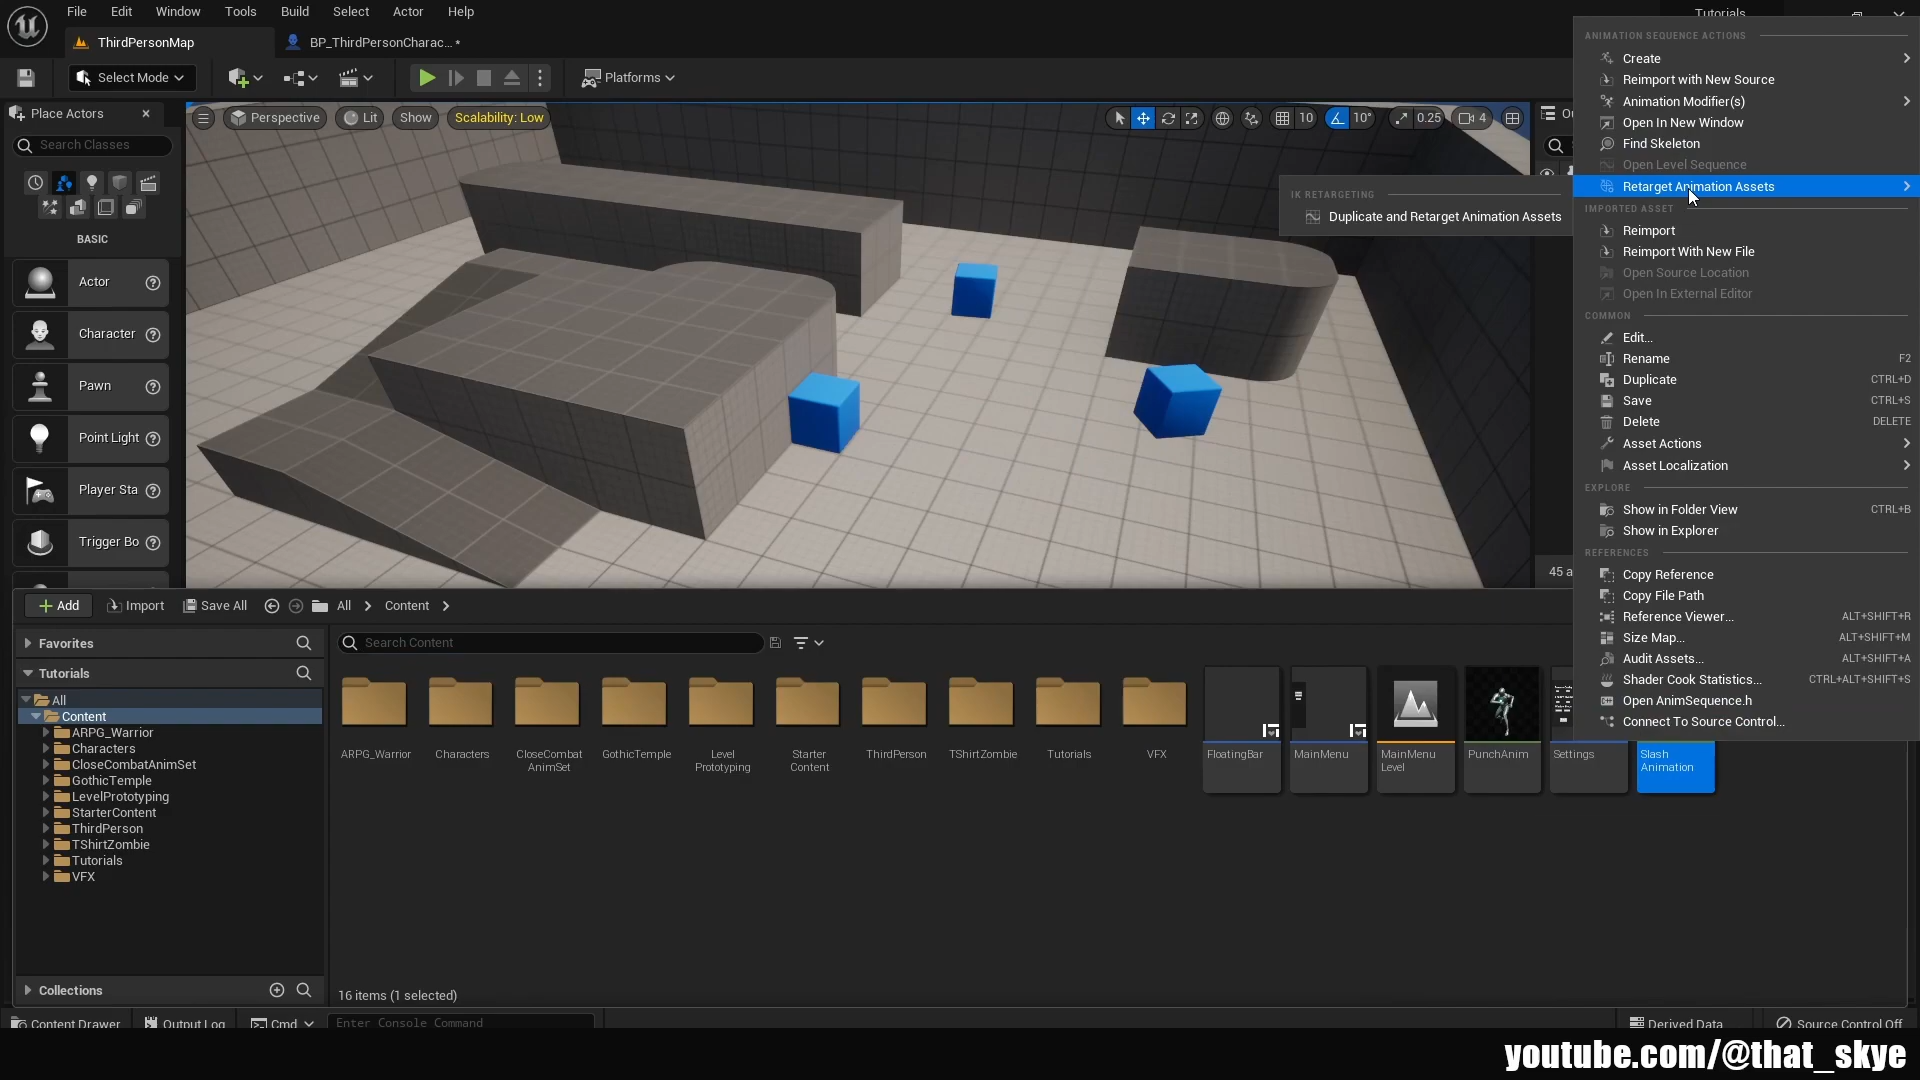 File Edit Window Tools Build Select Actor Help
Tutorials
ThirdPersonMap
BP_ThirdPersonCharac... *
Select Mode
Platforms
Place Actors
Search Classes
BASIC
Actor
Character
Pawn
Point Light
Player Sta
Trigger Bo
Perspective
Lit
Show
Scalability: Low
10
10°
0.25
4
45 a
IK RETARGETING
Duplicate and Retarget Animation Assets
ANIMATION SEQUENCE ACTIONS
Create
Reimport with New Source
Animation Modifier(s)
Open In New Window
Find Skeleton
Open Level Sequence
Retarget Animation Assets
IMPORTED ASSET
Reimport
Reimport With New File
Open Source Location
Open In External Editor
COMMON
Edit...
Rename F2
Duplicate CTRL+D
Save CTRL+S
Delete DELETE
Asset Actions
Asset Localization
EXPLORE
Show in Folder View CTRL+B
Show in Explorer
REFERENCES
Copy Reference
Copy File Path
Reference Viewer... ALT+SHIFT+R
Size Map... ALT+SHIFT+M
Audit Assets... ALT+SHIFT+A
Shader Cook Statistics... CTRL+ALT+SHIFT+S
Open AnimSequence.h
Connect To Source Control...
Add
Import
Save All
All
Content
Favorites
Tutorials
All
Content
ARPG_Warrior
Characters
CloseCombatAnimSet
GothicTemple
LevelPrototyping
StarterContent
ThirdPerson
TShirtZombie
Tutorials
VFX
Collections
Search Content
ARPG_Warrior
Characters
CloseCombat
AnimSet
GothicTemple
Level
Prototyping
Starter
Content
ThirdPerson
TShirtZombie
Tutorials
VFX
FloatingBar
MainMenu
MainMenu
Level
PunchAnim
Settings
Slash
Animation
16 items (1 selected)
Content Drawer
Output Log
Cmd
Enter Console Command
Derived Data
Source Control Off
youtube.com/@that_skye